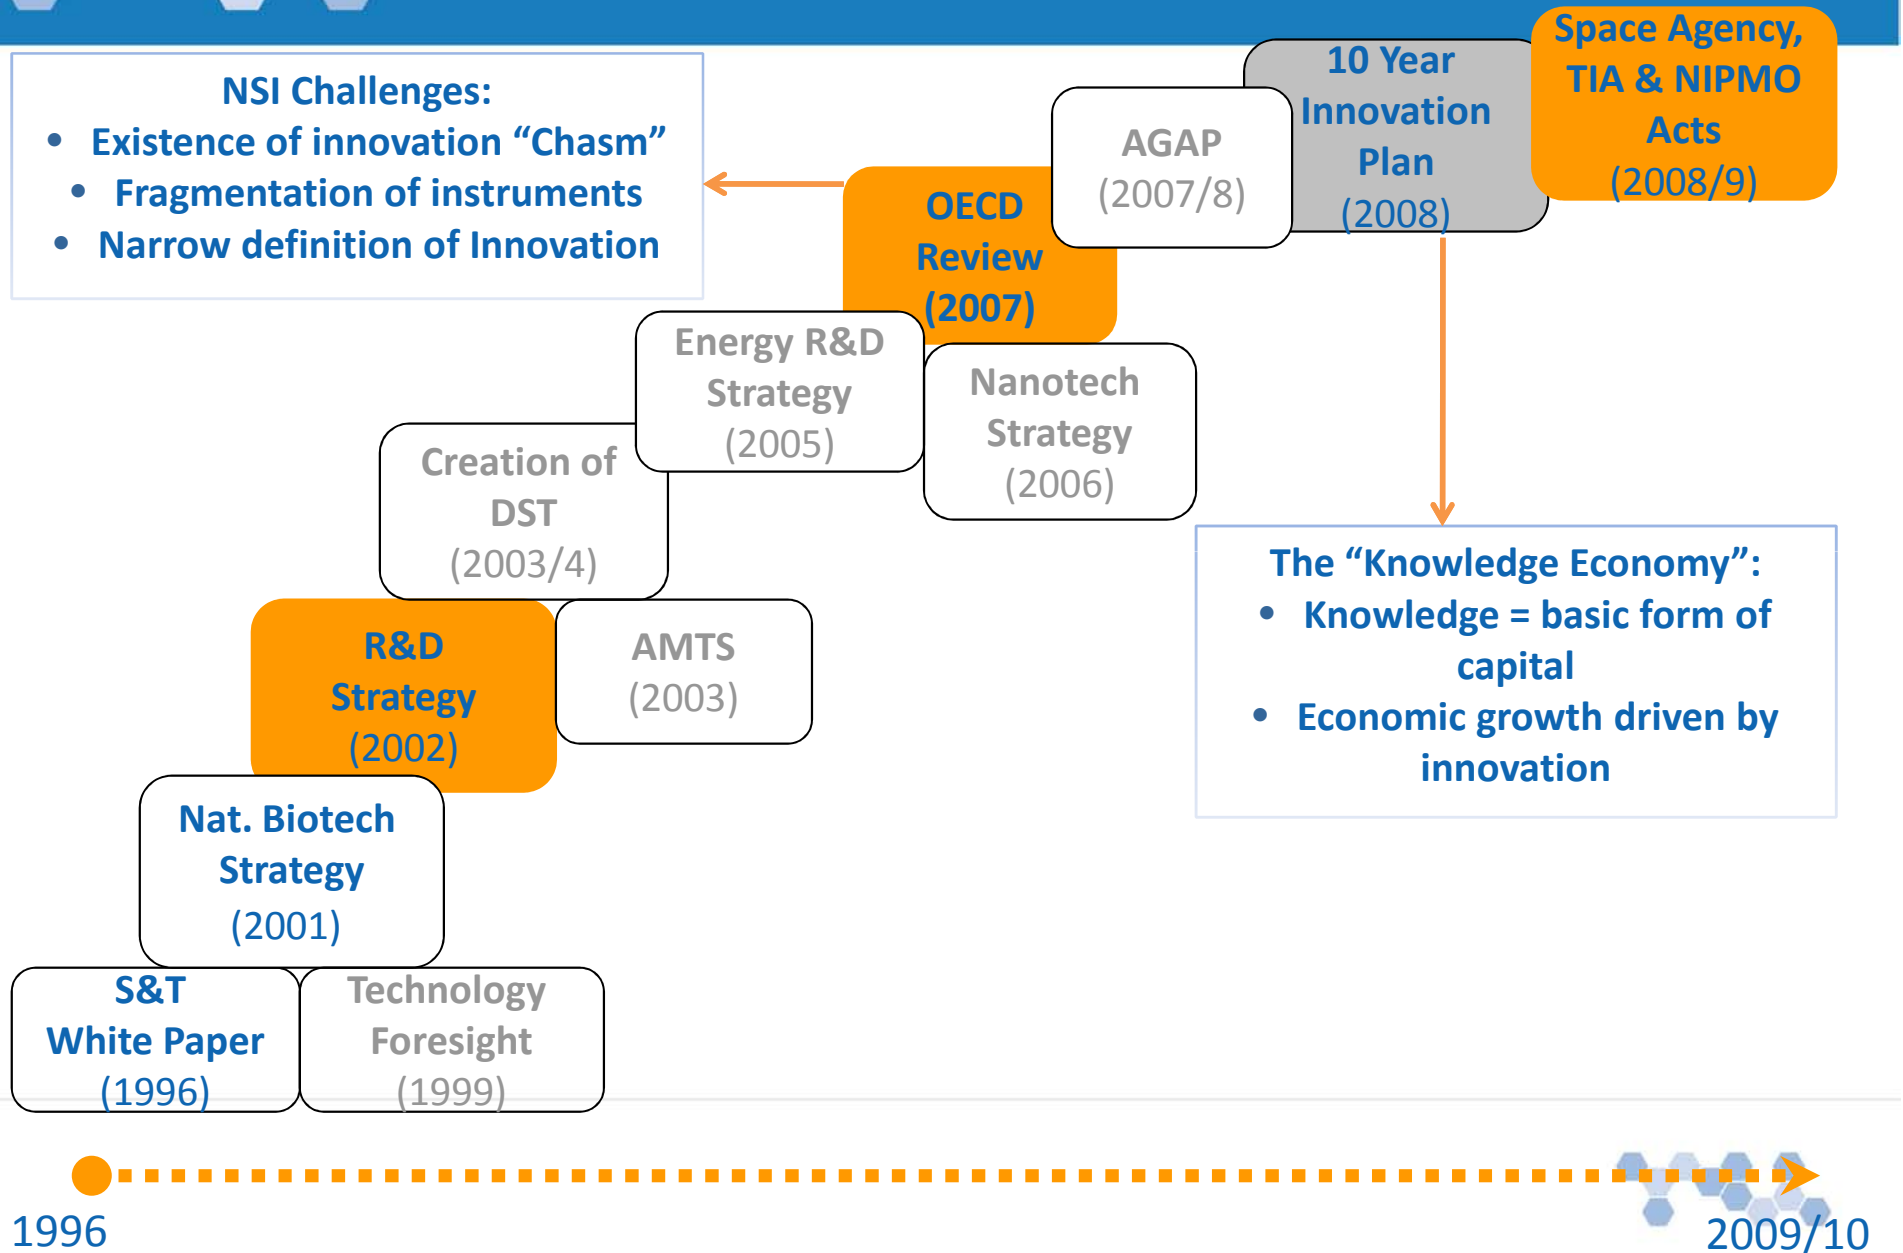 NSI Challenges:
• Existence of innovation “Chasm”
• Fragmentation of instruments
• Narrow definition of Innovation
Space Agency,
TIA & NIPMO
Acts
(2008/9)
10 Year
Innovation
Plan
(2008)
AGAP
(2007/8)
OECD
Review
(2007)
Energy R&D
Strategy
(2005)
Nanotech
Strategy
(2006)
Creation of
DST
(2003/4)
The “Knowledge Economy”:
• Knowledge = basic form of
capital
• Economic growth driven by
innovation
R&D
Strategy
(2002)
AMTS
(2003)
Nat. Biotech
Strategy
(2001)
S&T
White Paper
(1996)
Technology
Foresight
(1999)
1996
2009/10